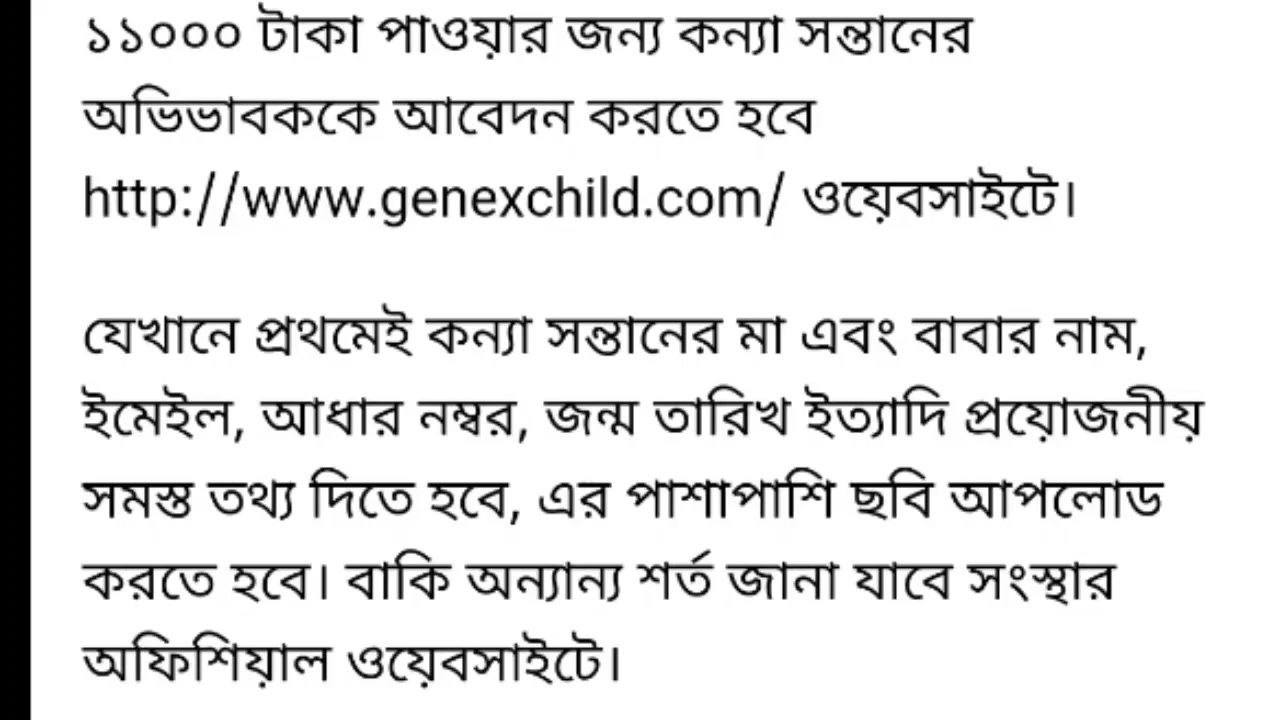 ১১০০০ টাকা পাওয়ার জন্য কন্যা সন্তানের
অভিভাবককে আবেদন করতে হবে
http://www.genexchild.com/ ওয়েবসাইটে।
যেখানে প্রথমেই কন্যা সন্তানের মা এবং বাবার নাম,
ইমেইল, আধার নম্বর, জন্ম তারিখ ইত্যাদি প্রয়োজনীয়
সমস্ত তথ্য দিতে হবে, এর পাশাপাশি ছবি আপলোড
করতে হবে। বাকি অন্যান্য শর্ত জানা যাবে সংস্থার
অফিশিয়াল ওয়েবসাইটে।